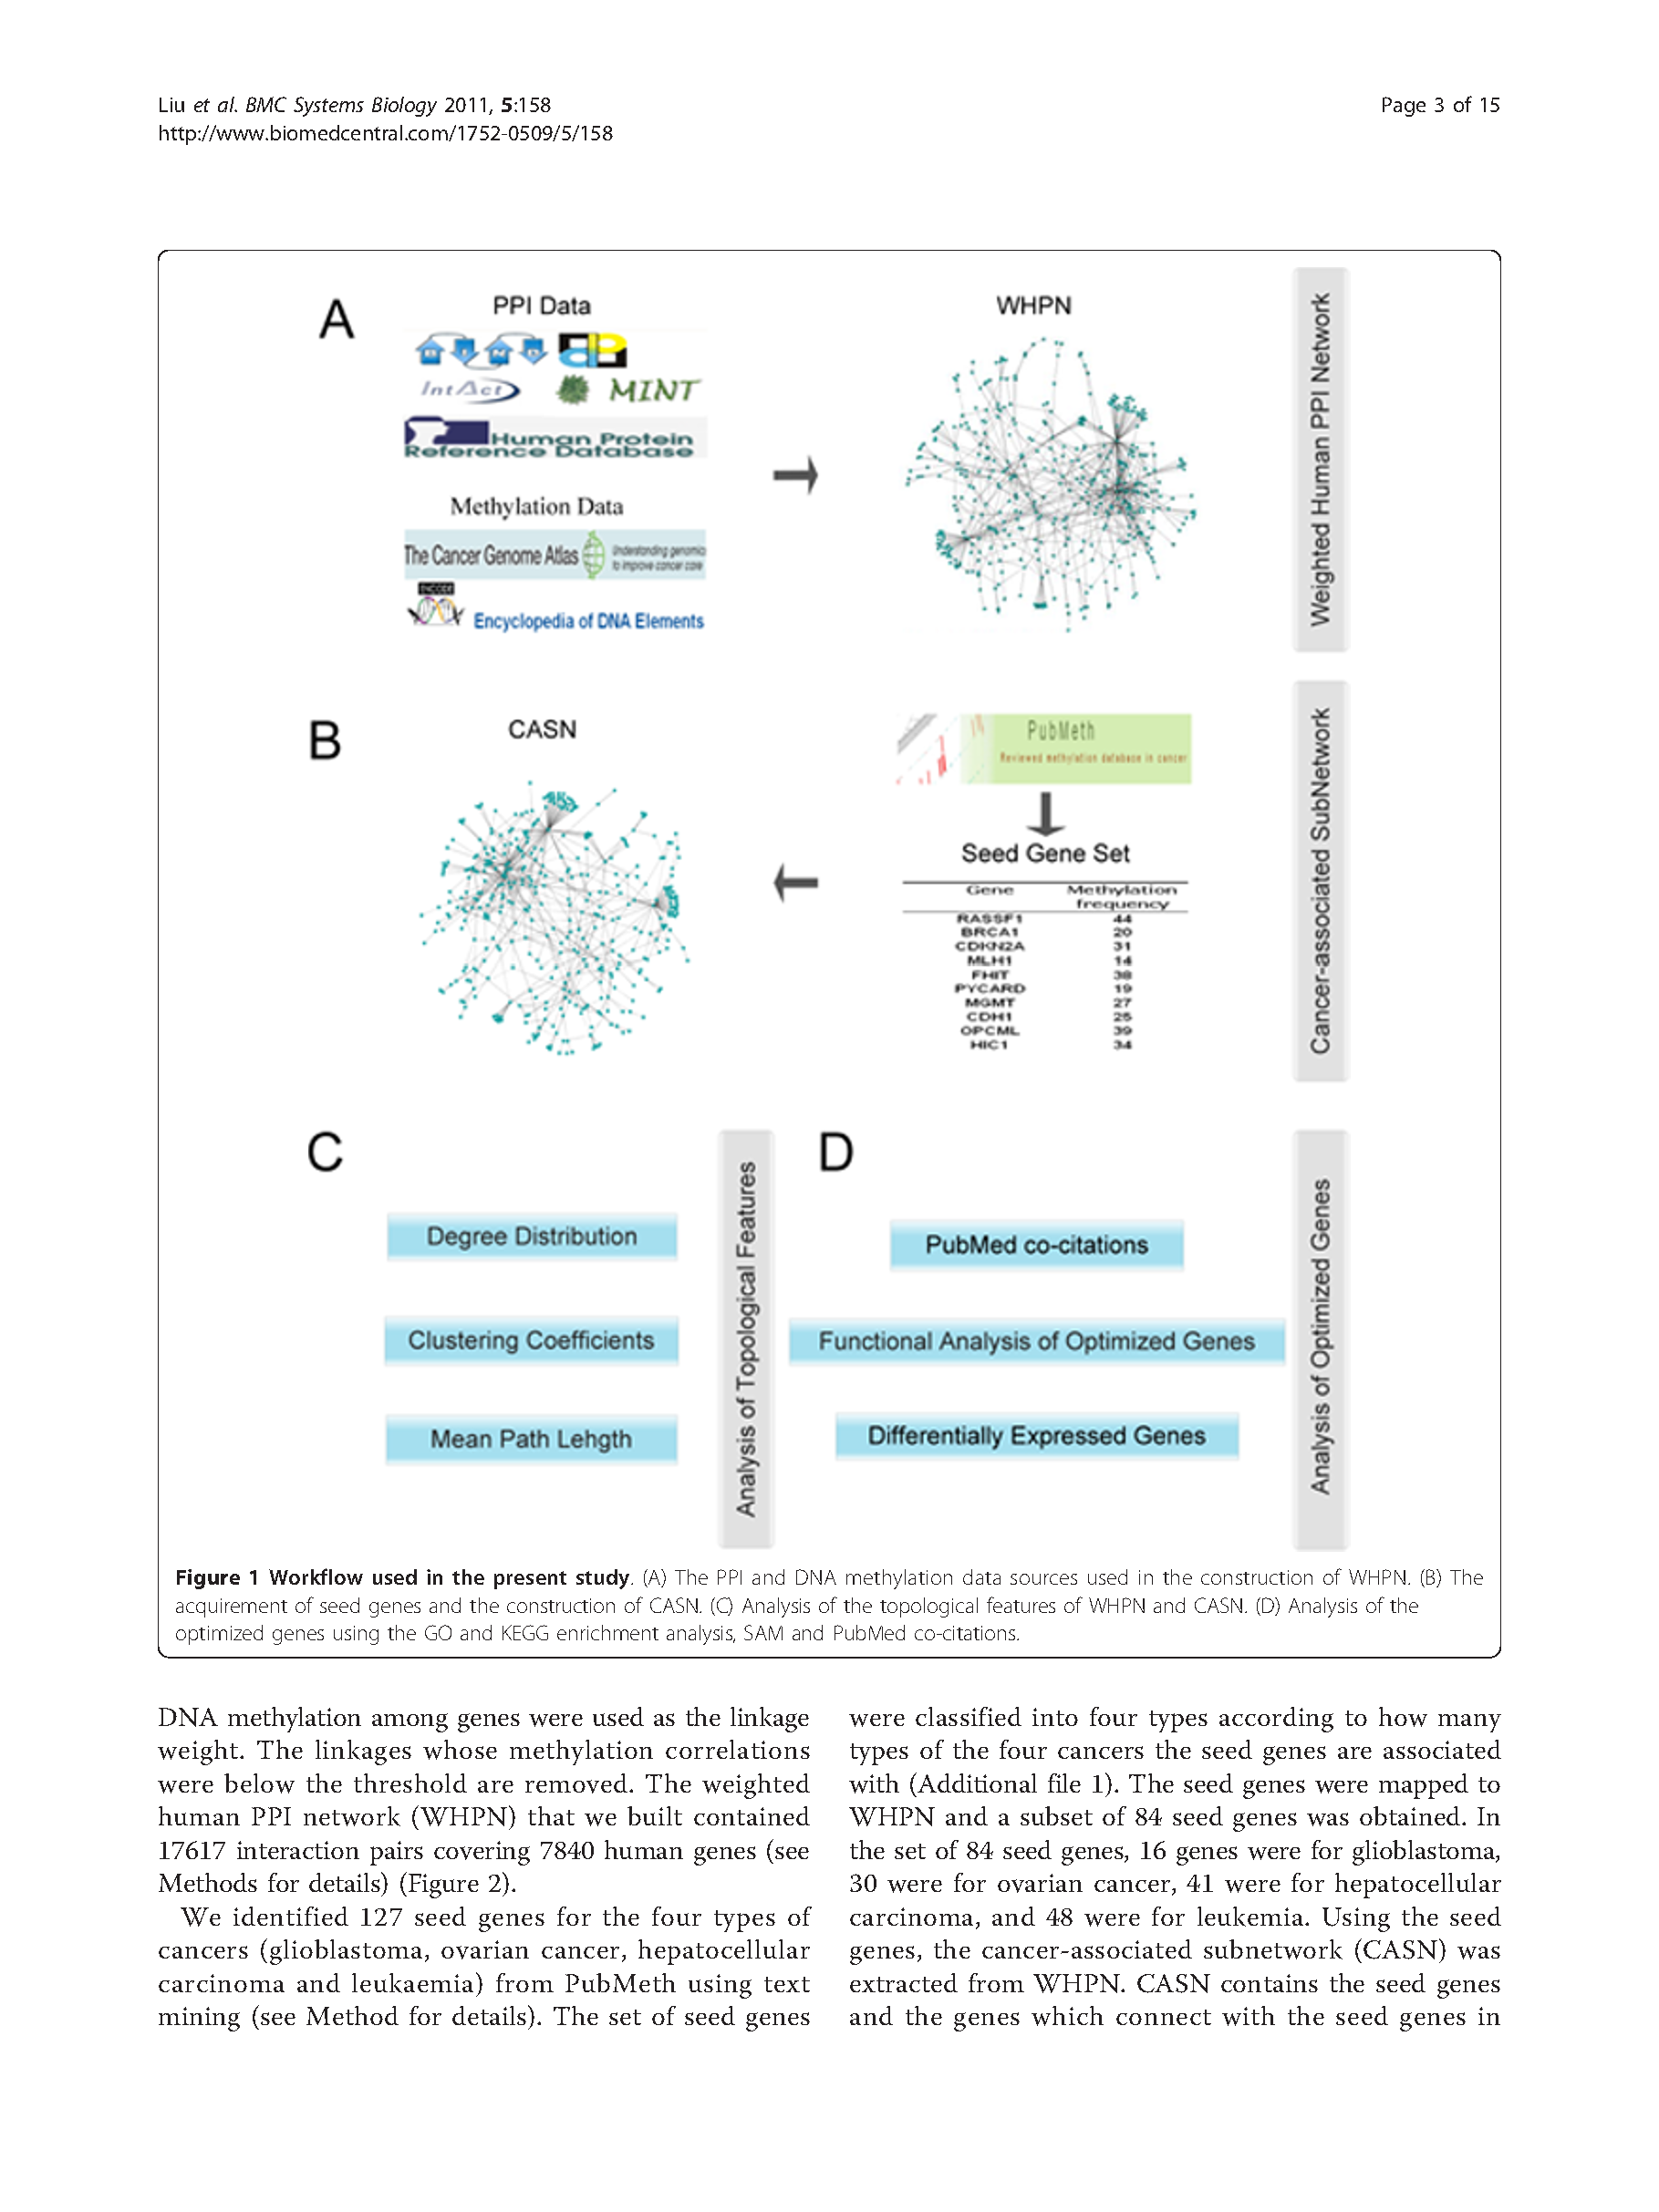 Liu et al. BMC Systems Biology 2011, 5:158
http://www.biomedcentral.com/1752-0509/5/158
Page 3 of 15
A
PPI Data
B I N D
IntAct
MINT
Human Protein
Reference Database
Methylation Data
The Cancer Genome Atlas
Understanding genomics
to improve cancer care
ENCODE
Encyclopedia of DNA Elements
WHPN
Weighted Human PPI Network
B
CASN
PubMeth
Reviewed methylation database in cancer
Seed Gene Set
Gene Methylation
frequency
RASSF1 44
BRCA1 20
CDKN2A 31
MLH1 14
FHIT 38
PYCARD 19
MGMT 27
CDH1 25
OPCML 39
HIC1 34
Cancer-associated SubNetwork
C
Degree Distribution
Clustering Coefficients
Mean Path Lehgth
Analysis of Topological Features
D
PubMed co-citations
Functional Analysis of Optimized Genes
Differentially Expressed Genes
Analysis of Optimized Genes
Figure 1 Workflow used in the present study. (A) The PPI and DNA methylation data sources used in the construction of WHPN. (B) The
acquirement of seed genes and the construction of CASN. (C) Analysis of the topological features of WHPN and CASN. (D) Analysis of the
optimized genes using the GO and KEGG enrichment analysis, SAM and PubMed co-citations.
DNA methylation among genes were used as the linkage
weight. The linkages whose methylation correlations
were below the threshold are removed. The weighted
human PPI network (WHPN) that we built contained
17617 interaction pairs covering 7840 human genes (see
Methods for details) (Figure 2).
We identified 127 seed genes for the four types of
cancers (glioblastoma, ovarian cancer, hepatocellular
carcinoma and leukaemia) from PubMeth using text
mining (see Method for details). The set of seed genes
were classified into four types according to how many
types of the four cancers the seed genes are associated
with (Additional file 1). The seed genes were mapped to
WHPN and a subset of 84 seed genes was obtained. In
the set of 84 seed genes, 16 genes were for glioblastoma,
30 were for ovarian cancer, 41 were for hepatocellular
carcinoma, and 48 were for leukemia. Using the seed
genes, the cancer-associated subnetwork (CASN) was
extracted from WHPN. CASN contains the seed genes
and the genes which connect with the seed genes in